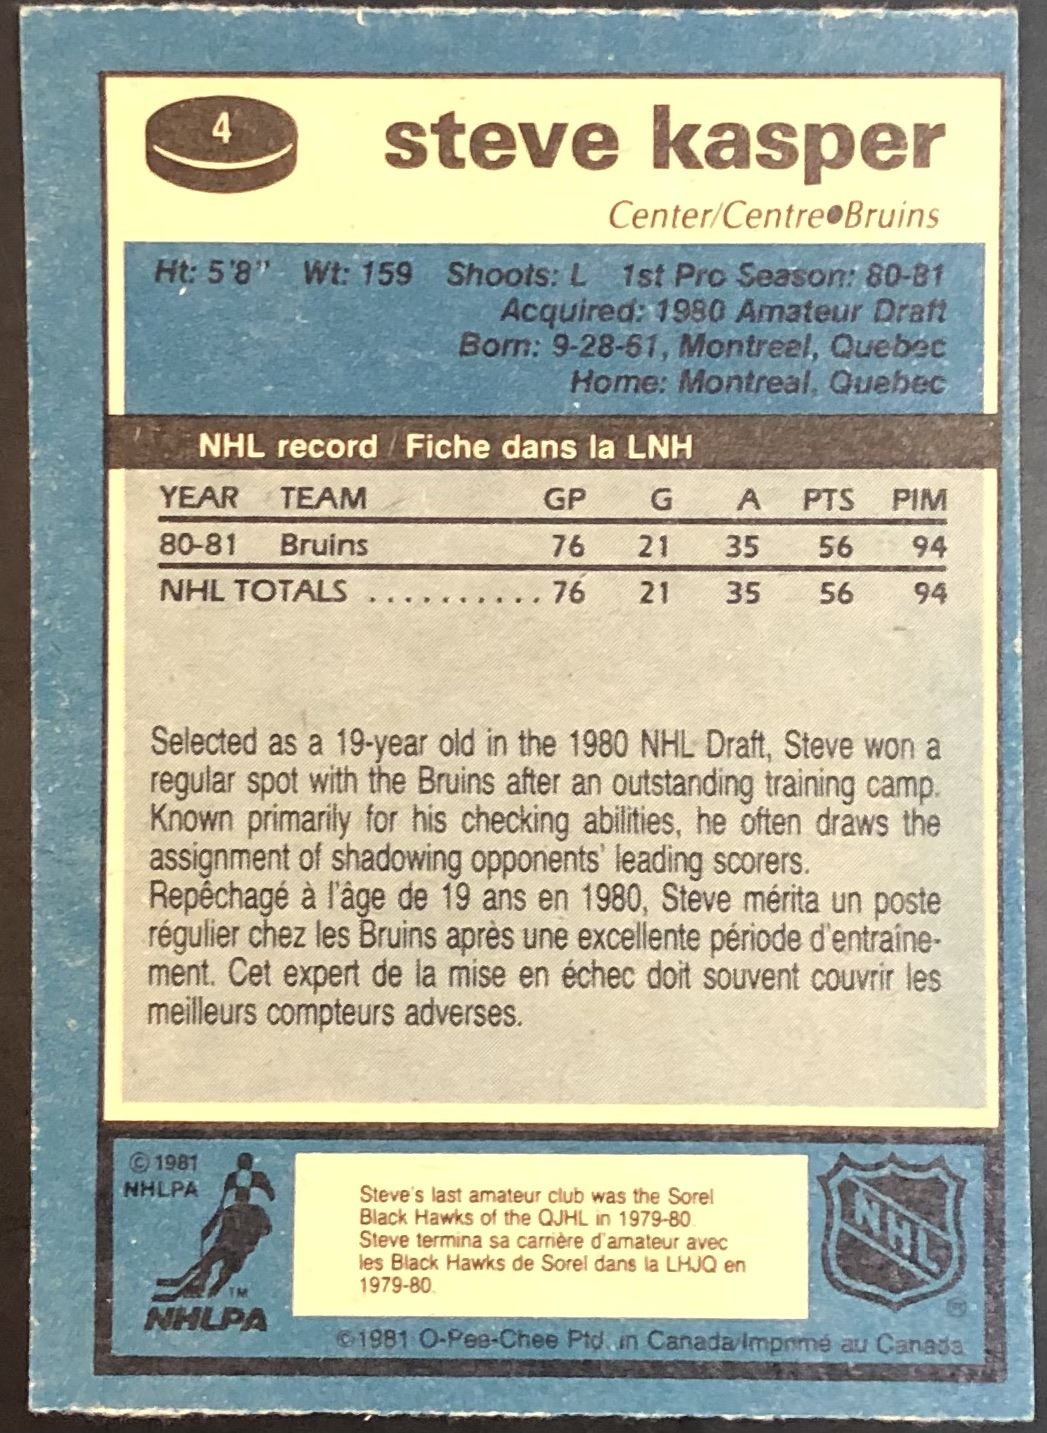 4
steve kasper
Center/Centre●Bruins
Ht: 5'8" Wt: 159 Shoots: L 1st Pro Season: 80-81
Acquired: 1980 Amateur Draft
Born: 9-28-61, Montreal, Quebec
Home: Montreal, Quebec
NHL record / Fiche dans la LNH
YEAR TEAM GP G A PTS PIM
80-81 Bruins 76 21 35 56 94
NHL TOTALS .......... 76 21 35 56 94
Selected as a 19-year old in the 1980 NHL Draft, Steve won a
regular spot with the Bruins after an outstanding training camp.
Known primarily for his checking abilities, he often draws the
assignment of shadowing opponents' leading scorers.
Repêchagé à l'âge de 19 ans en 1980, Steve mérita un poste
régulier chez les Bruins après une excellente période d'entraîne-
ment. Cet expert de la mise en échec doit souvent couvrir les
meilleurs compteurs adverses.
© 1981
NHLPA
TM
NHLPA
Steve's last amateur club was the Sorel
Black Hawks of the QJHL in 1979-80.
Steve termina sa carrière d'amateur avec
les Black Hawks de Sorel dans la LHJQ en
1979-80.
NHL
®
©1981 O-Pee-Chee Ptd. in Canada/Imprimé au Canada